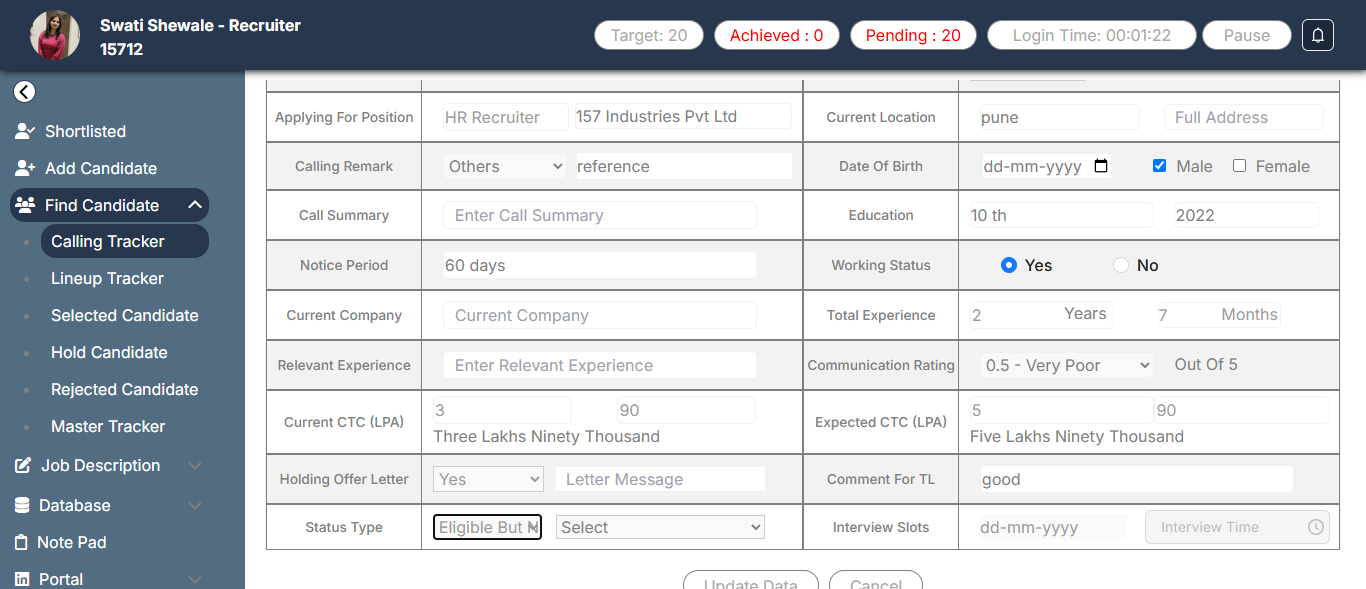 Swati Shewale - Recruiter
15712
Target: 20
Achieved : 0
Pending : 20
Login Time: 00:01:22
Pause
Shortlisted
Add Candidate
Find Candidate
Calling Tracker
Lineup Tracker
Selected Candidate
Hold Candidate
Rejected Candidate
Master Tracker
Job Description
Database
Note Pad
Portal
Applying For Position HR Recruiter 157 Industries Pvt Ltd Current Location pune Full Address
Calling Remark Others reference Date Of Birth dd-mm-yyyy Male Female
Call Summary Enter Call Summary Education 10 th 2022
Notice Period 60 days Working Status Yes No
Current Company Current Company Total Experience 2 Years 7 Months
Relevant Experience Enter Relevant Experience Communication Rating 0.5 - Very Poor Out Of 5
Current CTC (LPA) 3 90 Expected CTC (LPA) 5 90
Three Lakhs Ninety Thousand Five Lakhs Ninety Thousand
Holding Offer Letter Yes Letter Message Comment For TL good
Status Type Eligible But Select Interview Slots dd-mm-yyyy Interview Time
Update Data Cancel